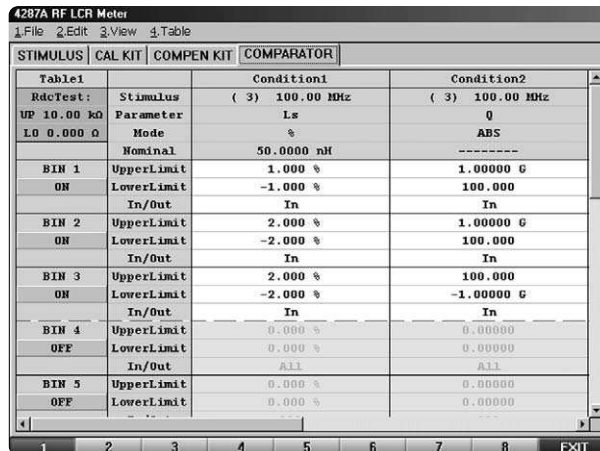 4287A RF LCR Meter
1.File 2.Edit 3.View 4.Table
STIMULUS CAL KIT COMPEN KIT COMPARATOR
Table1 Condition1 Condition2
RdcTest: Stimulus ( 3) 100.00 MHz ( 3) 100.00 MHz
UP 10.00 kΩ Parameter Ls Q
LO 0.000 Ω Mode % ABS
Nominal 50.0000 nH --------
BIN 1 UpperLimit 1.000 % 1.00000 G
ON LowerLimit -1.000 % 100.000
In/Out In In
BIN 2 UpperLimit 2.000 % 1.00000 G
ON LowerLimit -2.000 % 100.000
In/Out In In
BIN 3 UpperLimit 2.000 % 100.000
ON LowerLimit -2.000 % -1.00000 G
In/Out In In
BIN 4 UpperLimit 0.000 % 0.00000
OFF LowerLimit 0.000 % 0.00000
In/Out All All
BIN 5 UpperLimit 0.000 % 0.00000
OFF LowerLimit 0.000 % 0.00000
1 2 3 4 5 6 7 8 EXIT